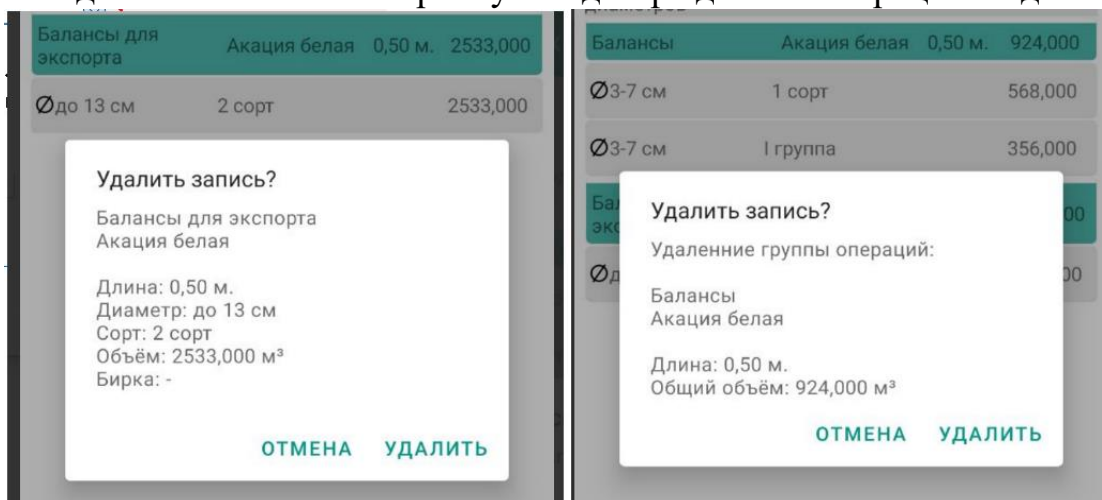 Балансы для
экспорта
Акация белая 0,50 м. 2533,000
Øдо 13 см 2 сорт 2533,000
Удалить запись?
Балансы для экспорта
Акация белая
Длина: 0,50 м.
Диаметр: до 13 см
Сорт: 2 сорт
Объём: 2533,000 м³
Бирка: -
ОТМЕНА УДАЛИТЬ
Балансы Акация белая 0,50 м. 924,000
Ø3-7 см 1 сорт 568,000
Ø3-7 см I группа 356,000
Удалить запись?
Удаленние группы операций:
Балансы
Акация белая
Длина: 0,50 м.
Общий объём: 924,000 м³
ОТМЕНА УДАЛИТЬ